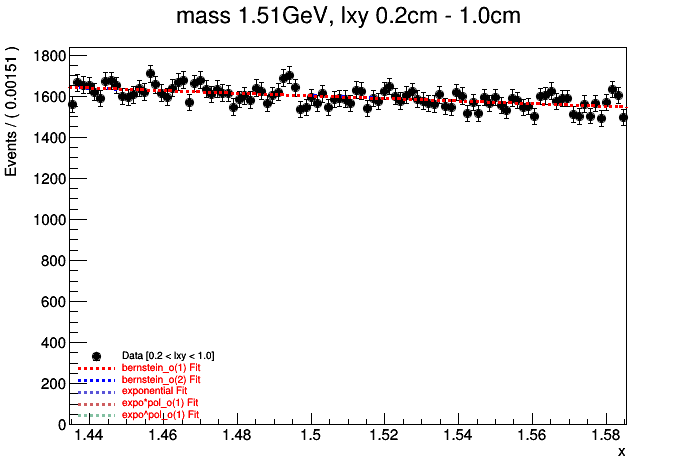 mass 1.51GeV, lxy 0.2cm - 1.0cm
Events / ( 0.00151 )
1800
1600
1400
1200
1000
800
600
400
200
0
Data [0.2 < lxy < 1.0]
bernstein_o(1) Fit
bernstein_o(2) Fit
exponential Fit
expo*pol_o(1) Fit
expo^pol_o(1) Fit
1.44 1.46 1.48 1.5 1.52 1.54 1.56 1.58
x